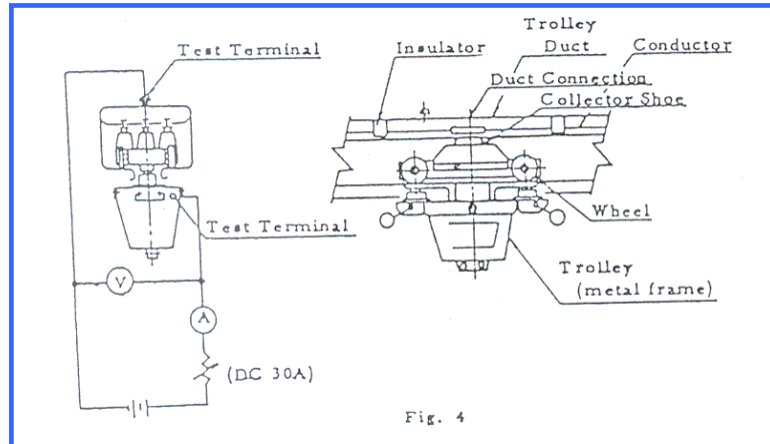 Test Terminal
Test Terminal
V
A
(DC 30A)
Insulator
Trolley
Duct
Conductor
Duct Connection
Collector Shoe
Wheel
Trolley
(metal frame)
Fig. 4